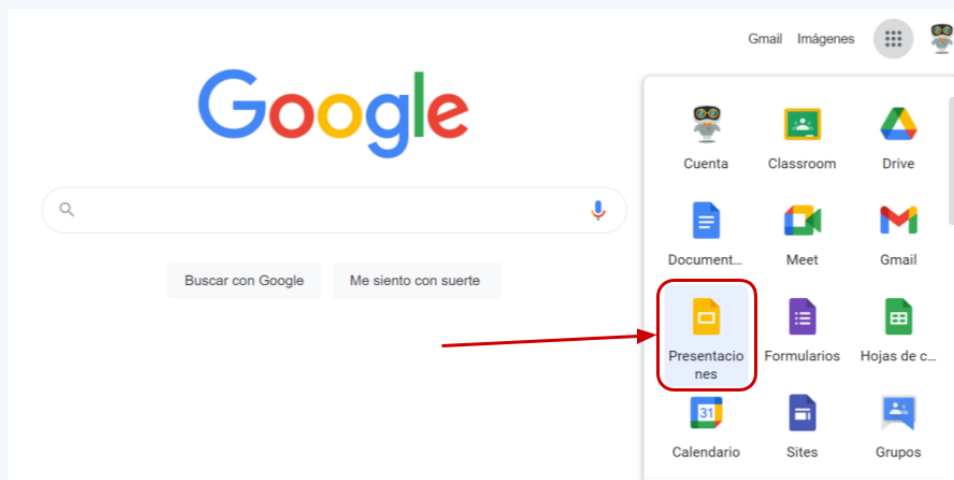 Gmail Imágenes
Google
Cuenta Classroom Drive
Document... Meet Gmail
Buscar con Google Me siento con suerte
Presentacio
nes
Formularios Hojas de c...
31
Calendario Sites Grupos